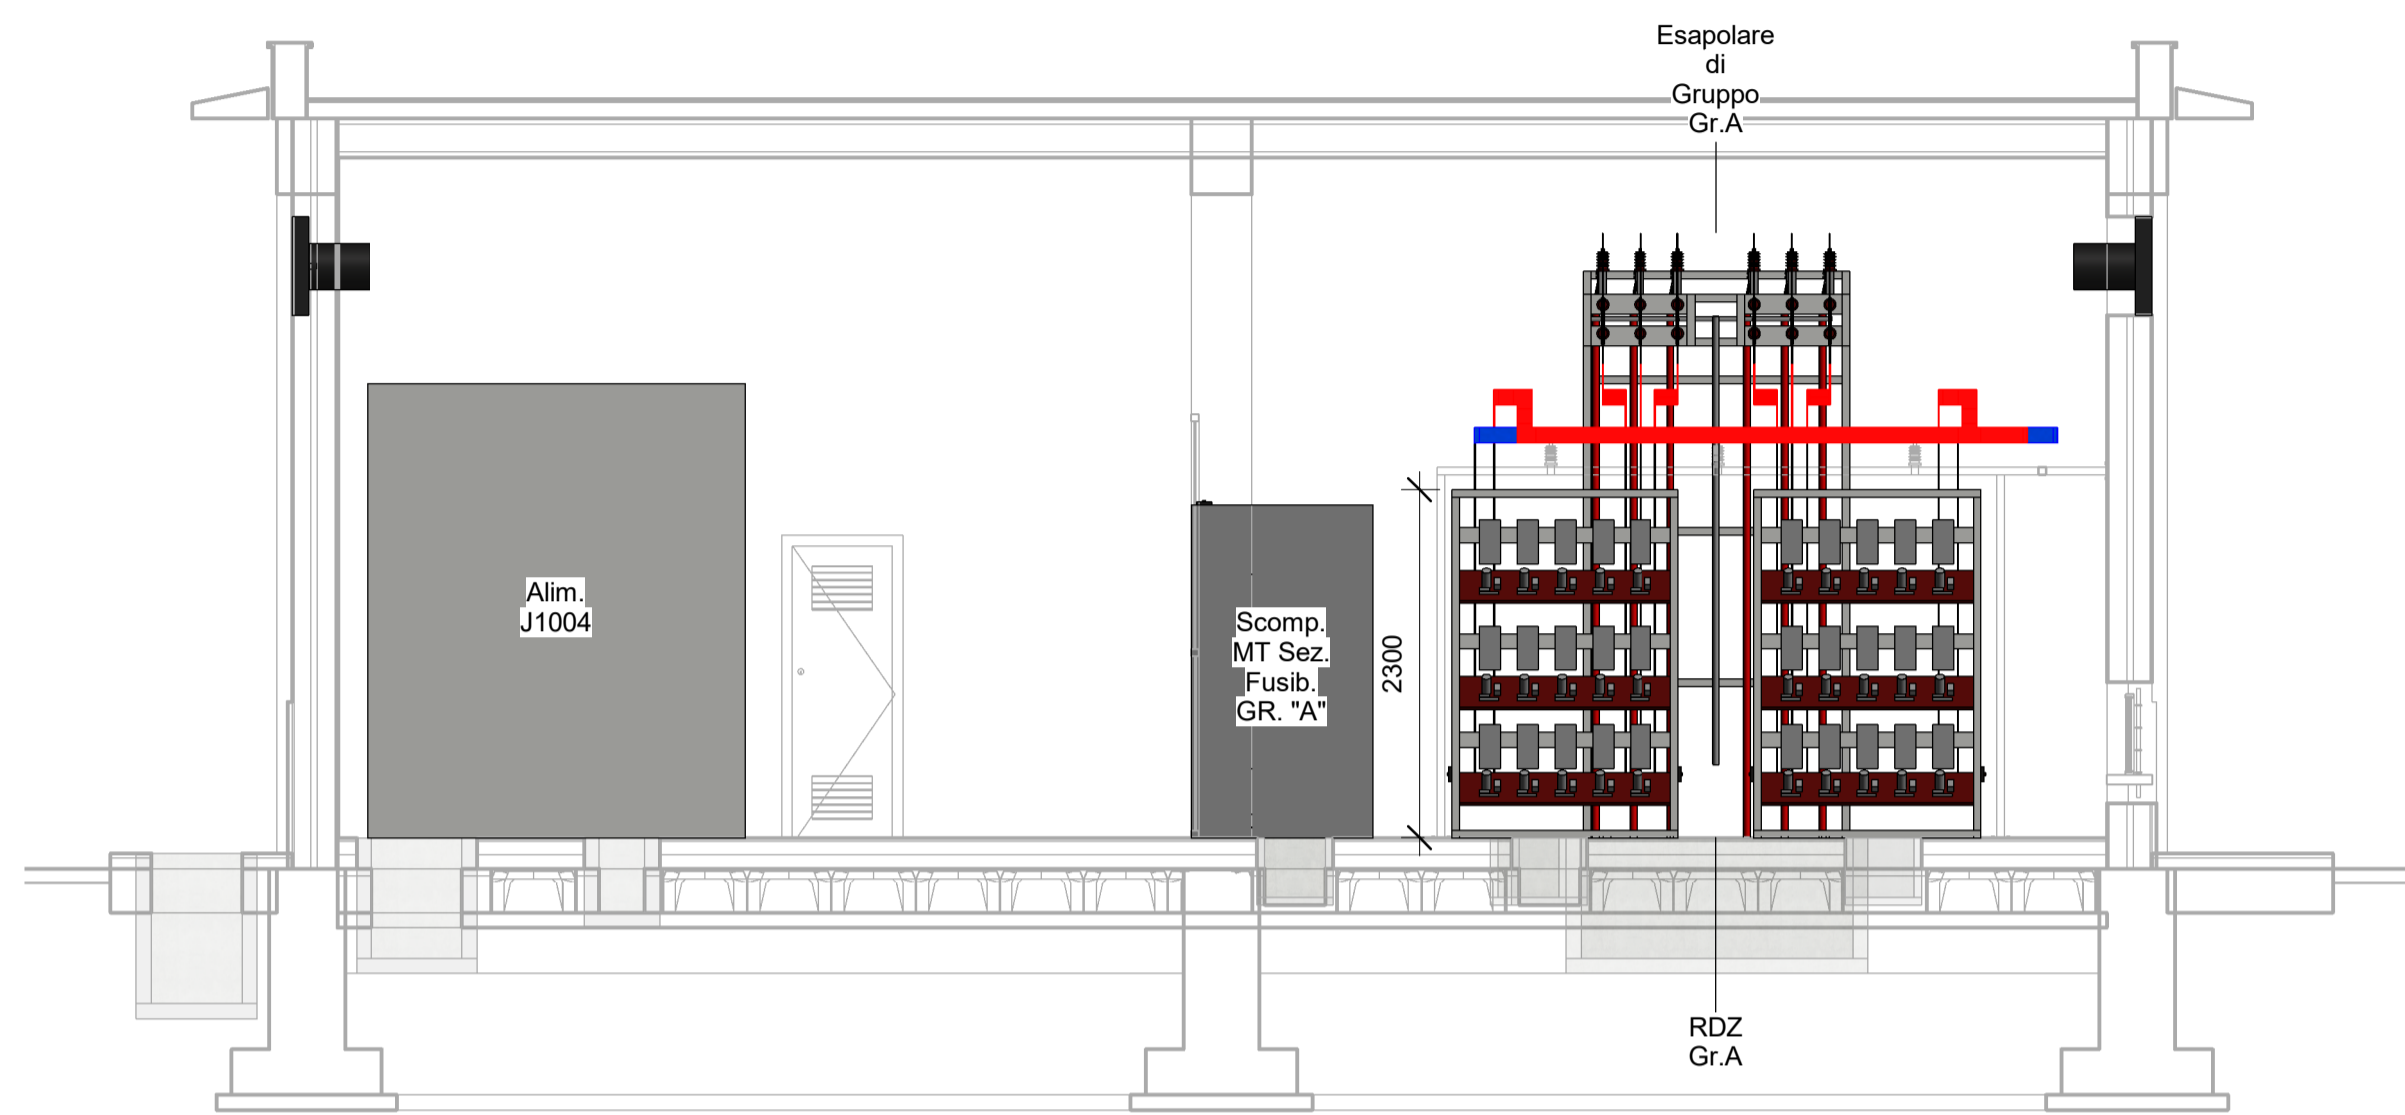 Esapolare
di
Gruppo
Gr.A
Alim.
J1004
Scomp.
MT Sez.
Fusib.
GR. "A"
2300
RDZ
Gr.A